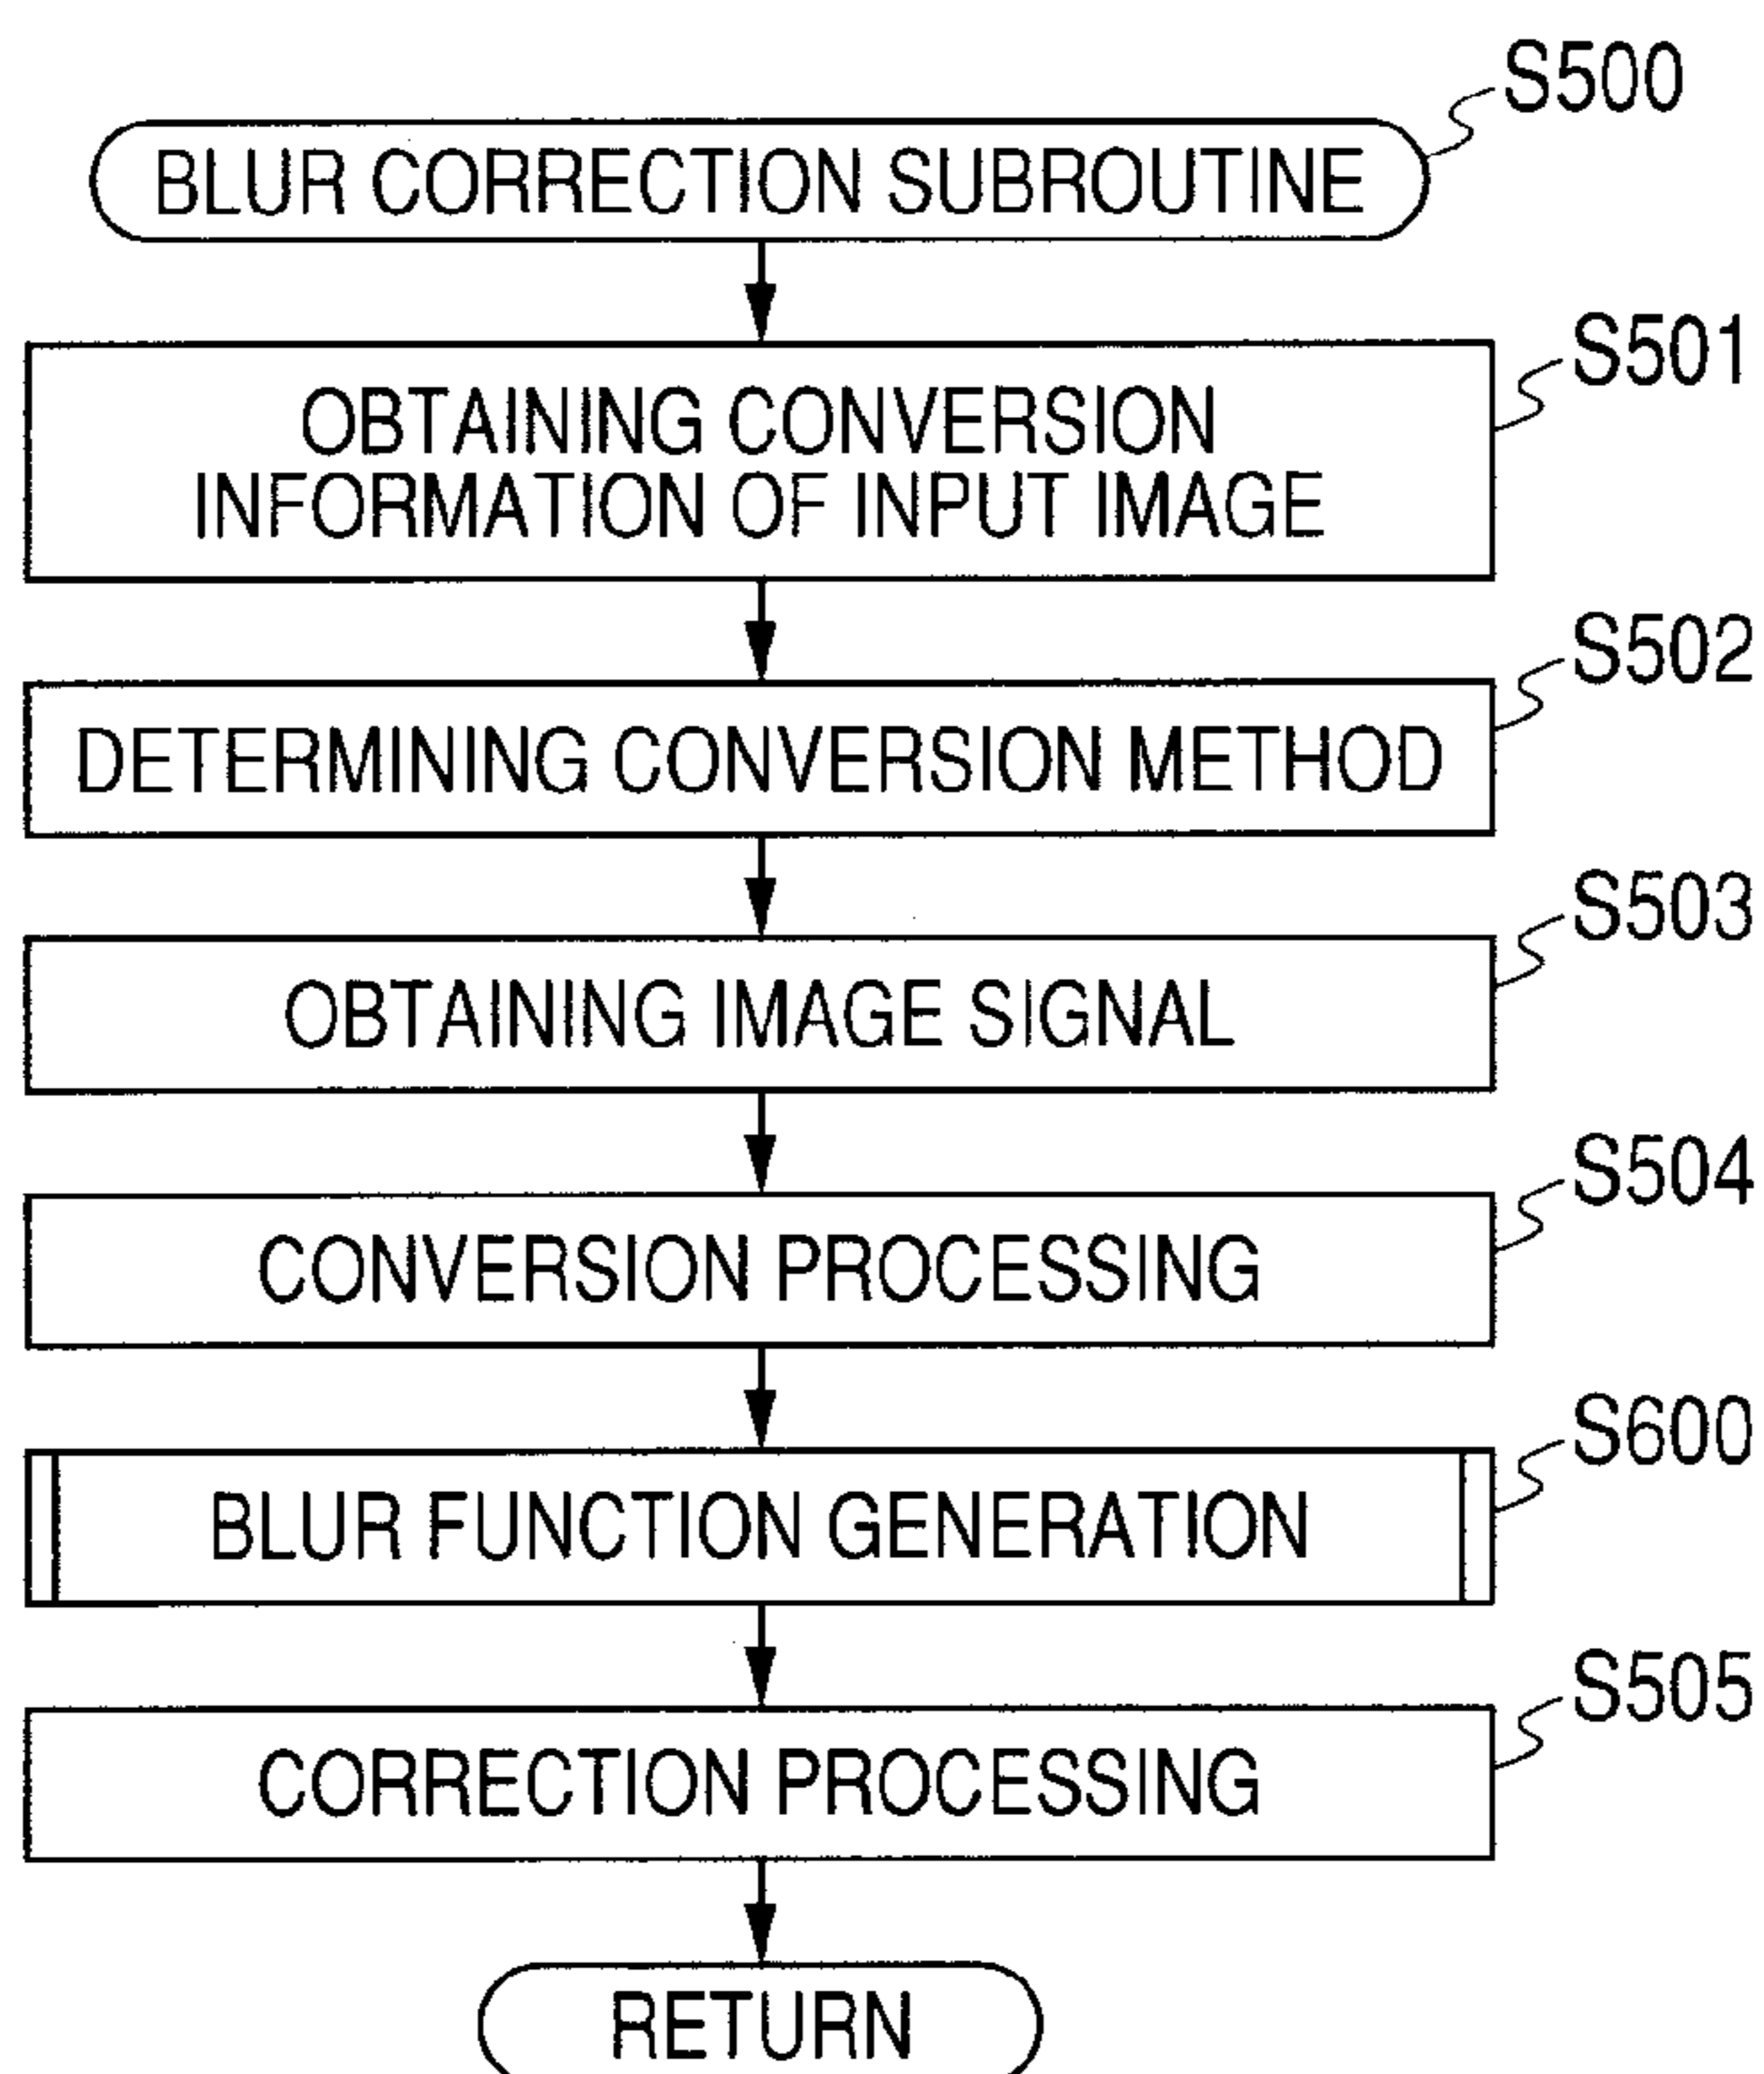 S500
BLUR CORRECTION SUBROUTINE
S501
OBTAINING CONVERSION
INFORMATION OF INPUT IMAGE
S502
DETERMINING CONVERSION METHOD
S503
OBTAINING IMAGE SIGNAL
S504
CONVERSION PROCESSING
S600
BLUR FUNCTION GENERATION
S505
CORRECTION PROCESSING
RETURN